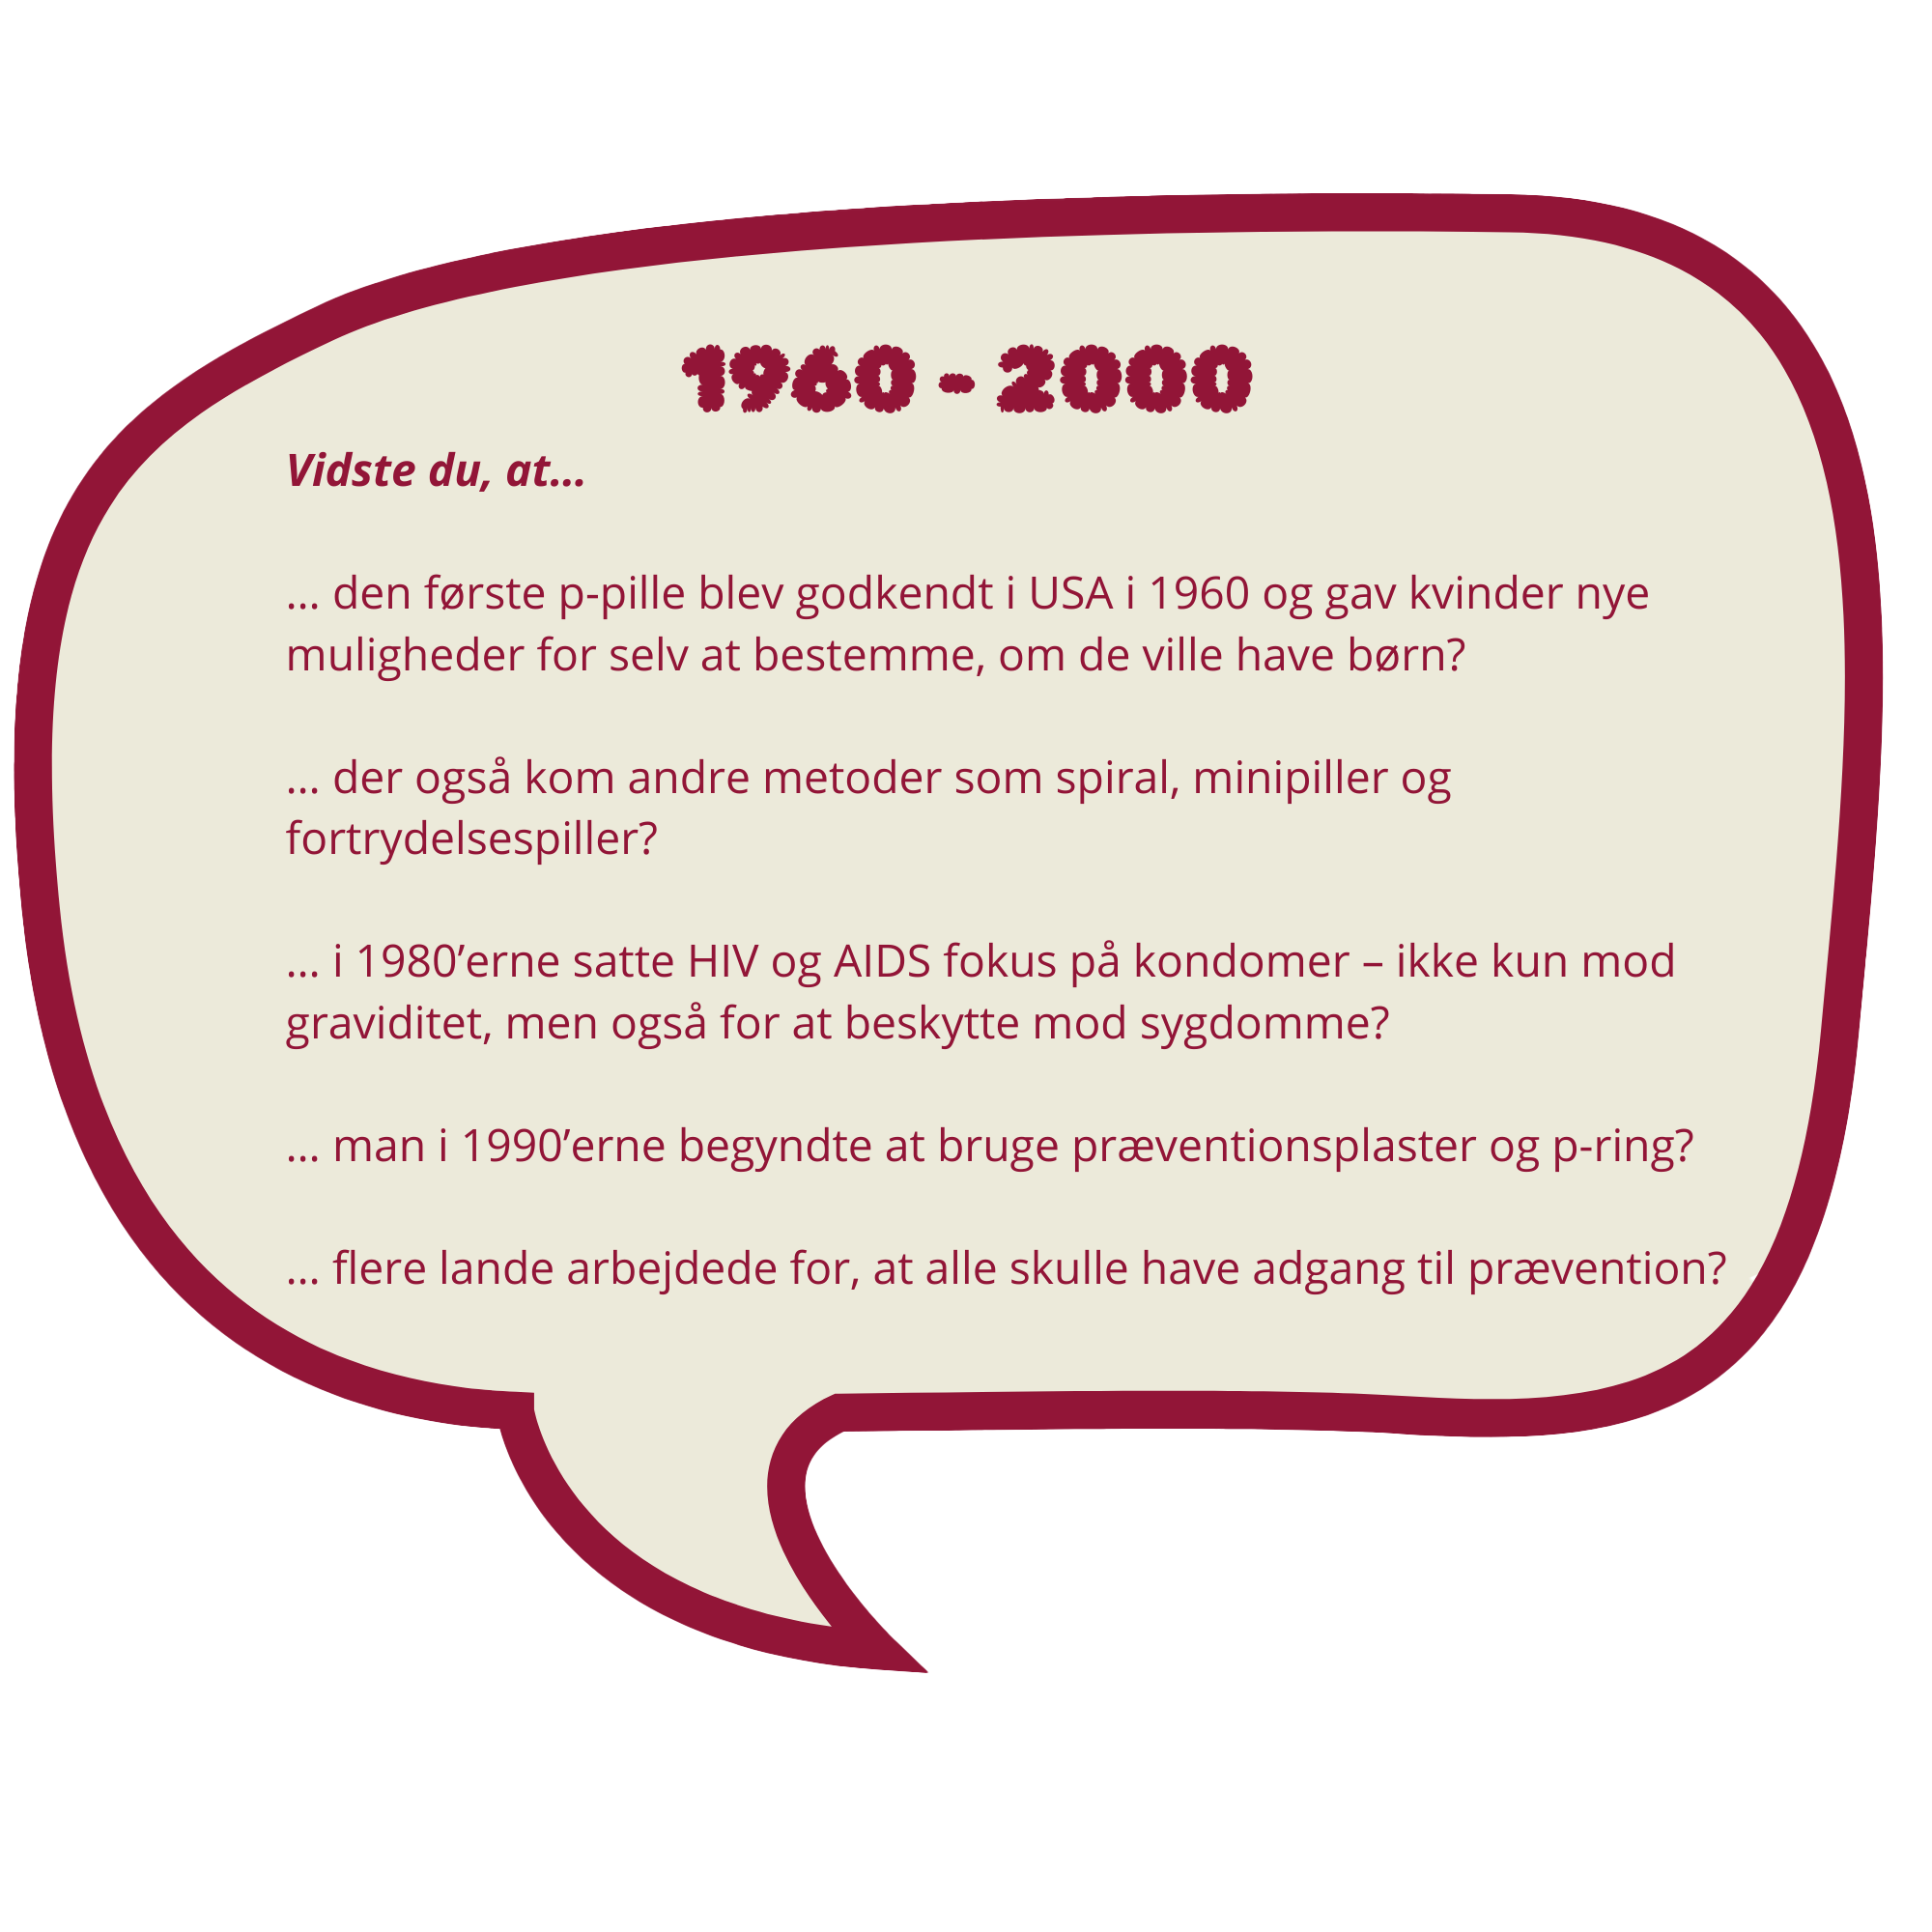 1960 - 2000
Vidste du, at...
... den første p-pille blev godkendt i USA i 1960 og gav kvinder nye
muligheder for selv at bestemme, om de ville have børn?
... der også kom andre metoder som spiral, minipiller og
fortrydelsespiller?
... i 1980’erne satte HIV og AIDS fokus på kondomer – ikke kun mod
graviditet, men også for at beskytte mod sygdomme?
... man i 1990’erne begyndte at bruge præventionsplaster og p-ring?
... flere lande arbejdede for, at alle skulle have adgang til prævention?